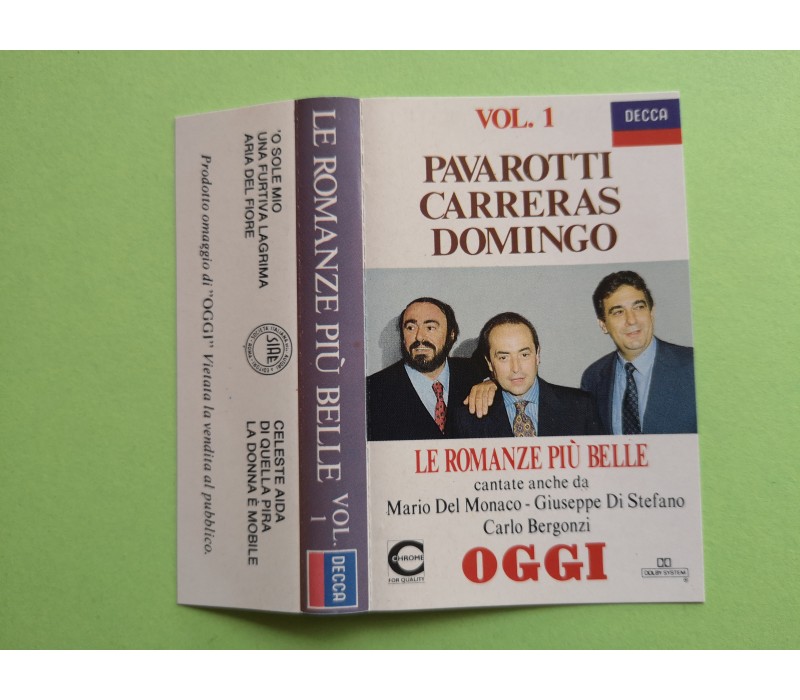 'O SOLE MIO
UNA FURTIVA LAGRIMA
ARIA DEL FIORE
SIAE
CELESTE AIDA
DI QUELLA PIRA
LA DONNA È MOBILE
Prodotto omaggio di "OGGI" Vietata la vendita al pubblico.
LE ROMANZE PIÙ BELLE VOL. 1
DECCA
VOL. 1
DECCA
PAVAROTTI
CARRERAS
DOMINGO
LE ROMANZE PIÙ BELLE
cantate anche da
Mario Del Monaco - Giuseppe Di Stefano
Carlo Bergonzi
CHROME
FOR QUALITY
OGGI
DOLBY SYSTEM